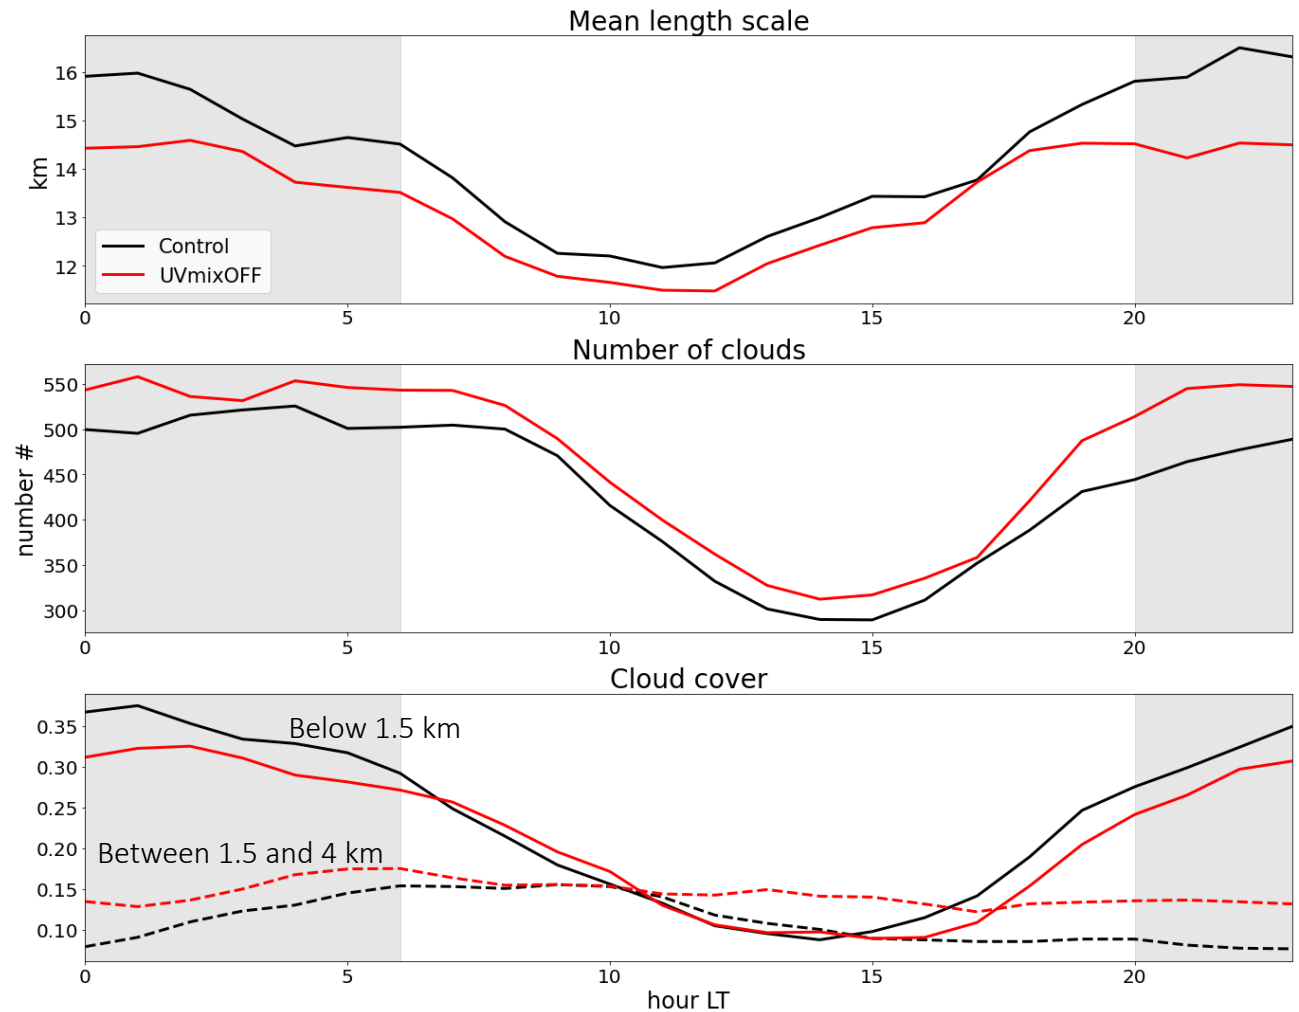 Mean length scale
16
15
14
13
12
km
Control
UVmixOFF
0 5 10 15 20
Number of clouds
550
500
450
400
350
300
number #
0 5 10 15 20
Cloud cover
0.35
0.30
0.25
0.20
0.15
0.10
Below 1.5 km
Between 1.5 and 4 km
0 5 10 15 20
hour LT